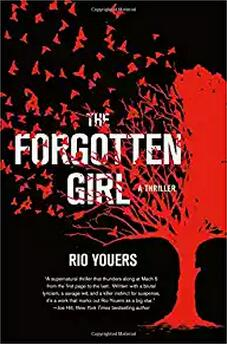 THE
FORGOTTEN
GIRL
A THRILLER
RIO YOUERS
"A supernatural thriller that thunders along at Mach 5
from the first page to the last. Written with a brutal
lyricism, a savage wit, and a killer instinct for suspense,
it's a work that marks out Rio Youers as a big star."
—Joe Hill, New York Times bestselling author